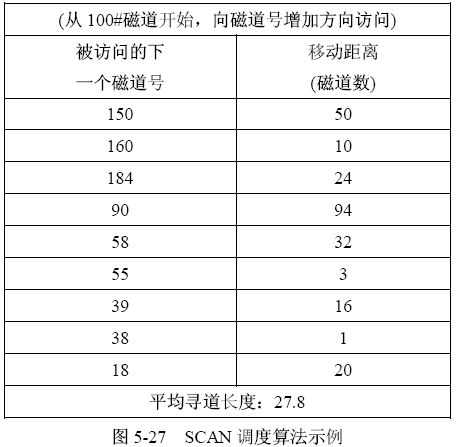 (从 100#磁道开始，向磁道号增加方向访问)
被访问的下 移动距离
一个磁道号 (磁道数)
150 50
160 10
184 24
90 94
58 32
55 3
39 16
38 1
18 20
平均寻道长度：27.8
图 5-27 SCAN 调度算法示例